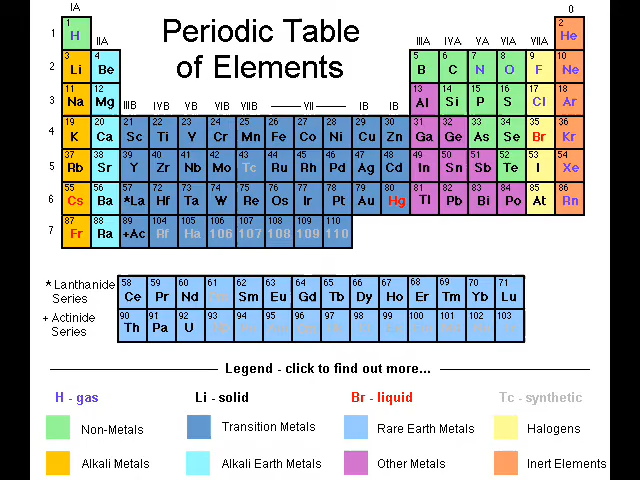 IA 0
Periodic Table
of Elements
1 1 H IIA IIIA IVA VA VIA VIIA 2 He
2 3 Li 4 Be 5 B 6 C 7 N 8 O 9 F 10 Ne
3 11 Na 12 Mg IIIB IVB VB VIB VIIB VII IB IB 13 Al 14 Si 15 P 16 S 17 Cl 18 Ar
4 19 K 20 Ca 21 Sc 22 Ti 23 V 24 Cr 25 Mn 26 Fe 27 Co 28 Ni 29 Cu 30 Zn 31 Ga 32 Ge 33 As 34 Se 35 Br 36 Kr
5 37 Rb 38 Sr 39 Y 40 Zr 41 Nb 42 Mo 43 Tc 44 Ru 45 Rh 46 Pd 47 Ag 48 Cd 49 In 50 Sn 51 Sb 52 Te 53 I 54 Xe
6 55 Cs 56 Ba 57 *La 72 Hf 73 Ta 74 W 75 Re 76 Os 77 Ir 78 Pt 79 Au 80 Hg 81 Tl 82 Pb 83 Bi 84 Po 85 At 86 Rn
7 87 Fr 88 Ra 89 +Ac 104 Rf 105 Ha 106 106 107 107 108 108 109 109 110 110
* Lanthanide Series 58 Ce 59 Pr 60 Nd 61 62 Sm 63 Eu 64 Gd 65 Tb 66 Dy 67 Ho 68 Er 69 Tm 70 Yb 71 Lu
+ Actinide Series 90 Th 91 Pa 92 U 93 94 95 96 97 98 99 100 101 102 103
Legend - click to find out more...
H - gas Li - solid Br - liquid Tc - synthetic
Non-Metals Transition Metals Rare Earth Metals Halogens
Alkali Metals Alkali Earth Metals Other Metals Inert Elements